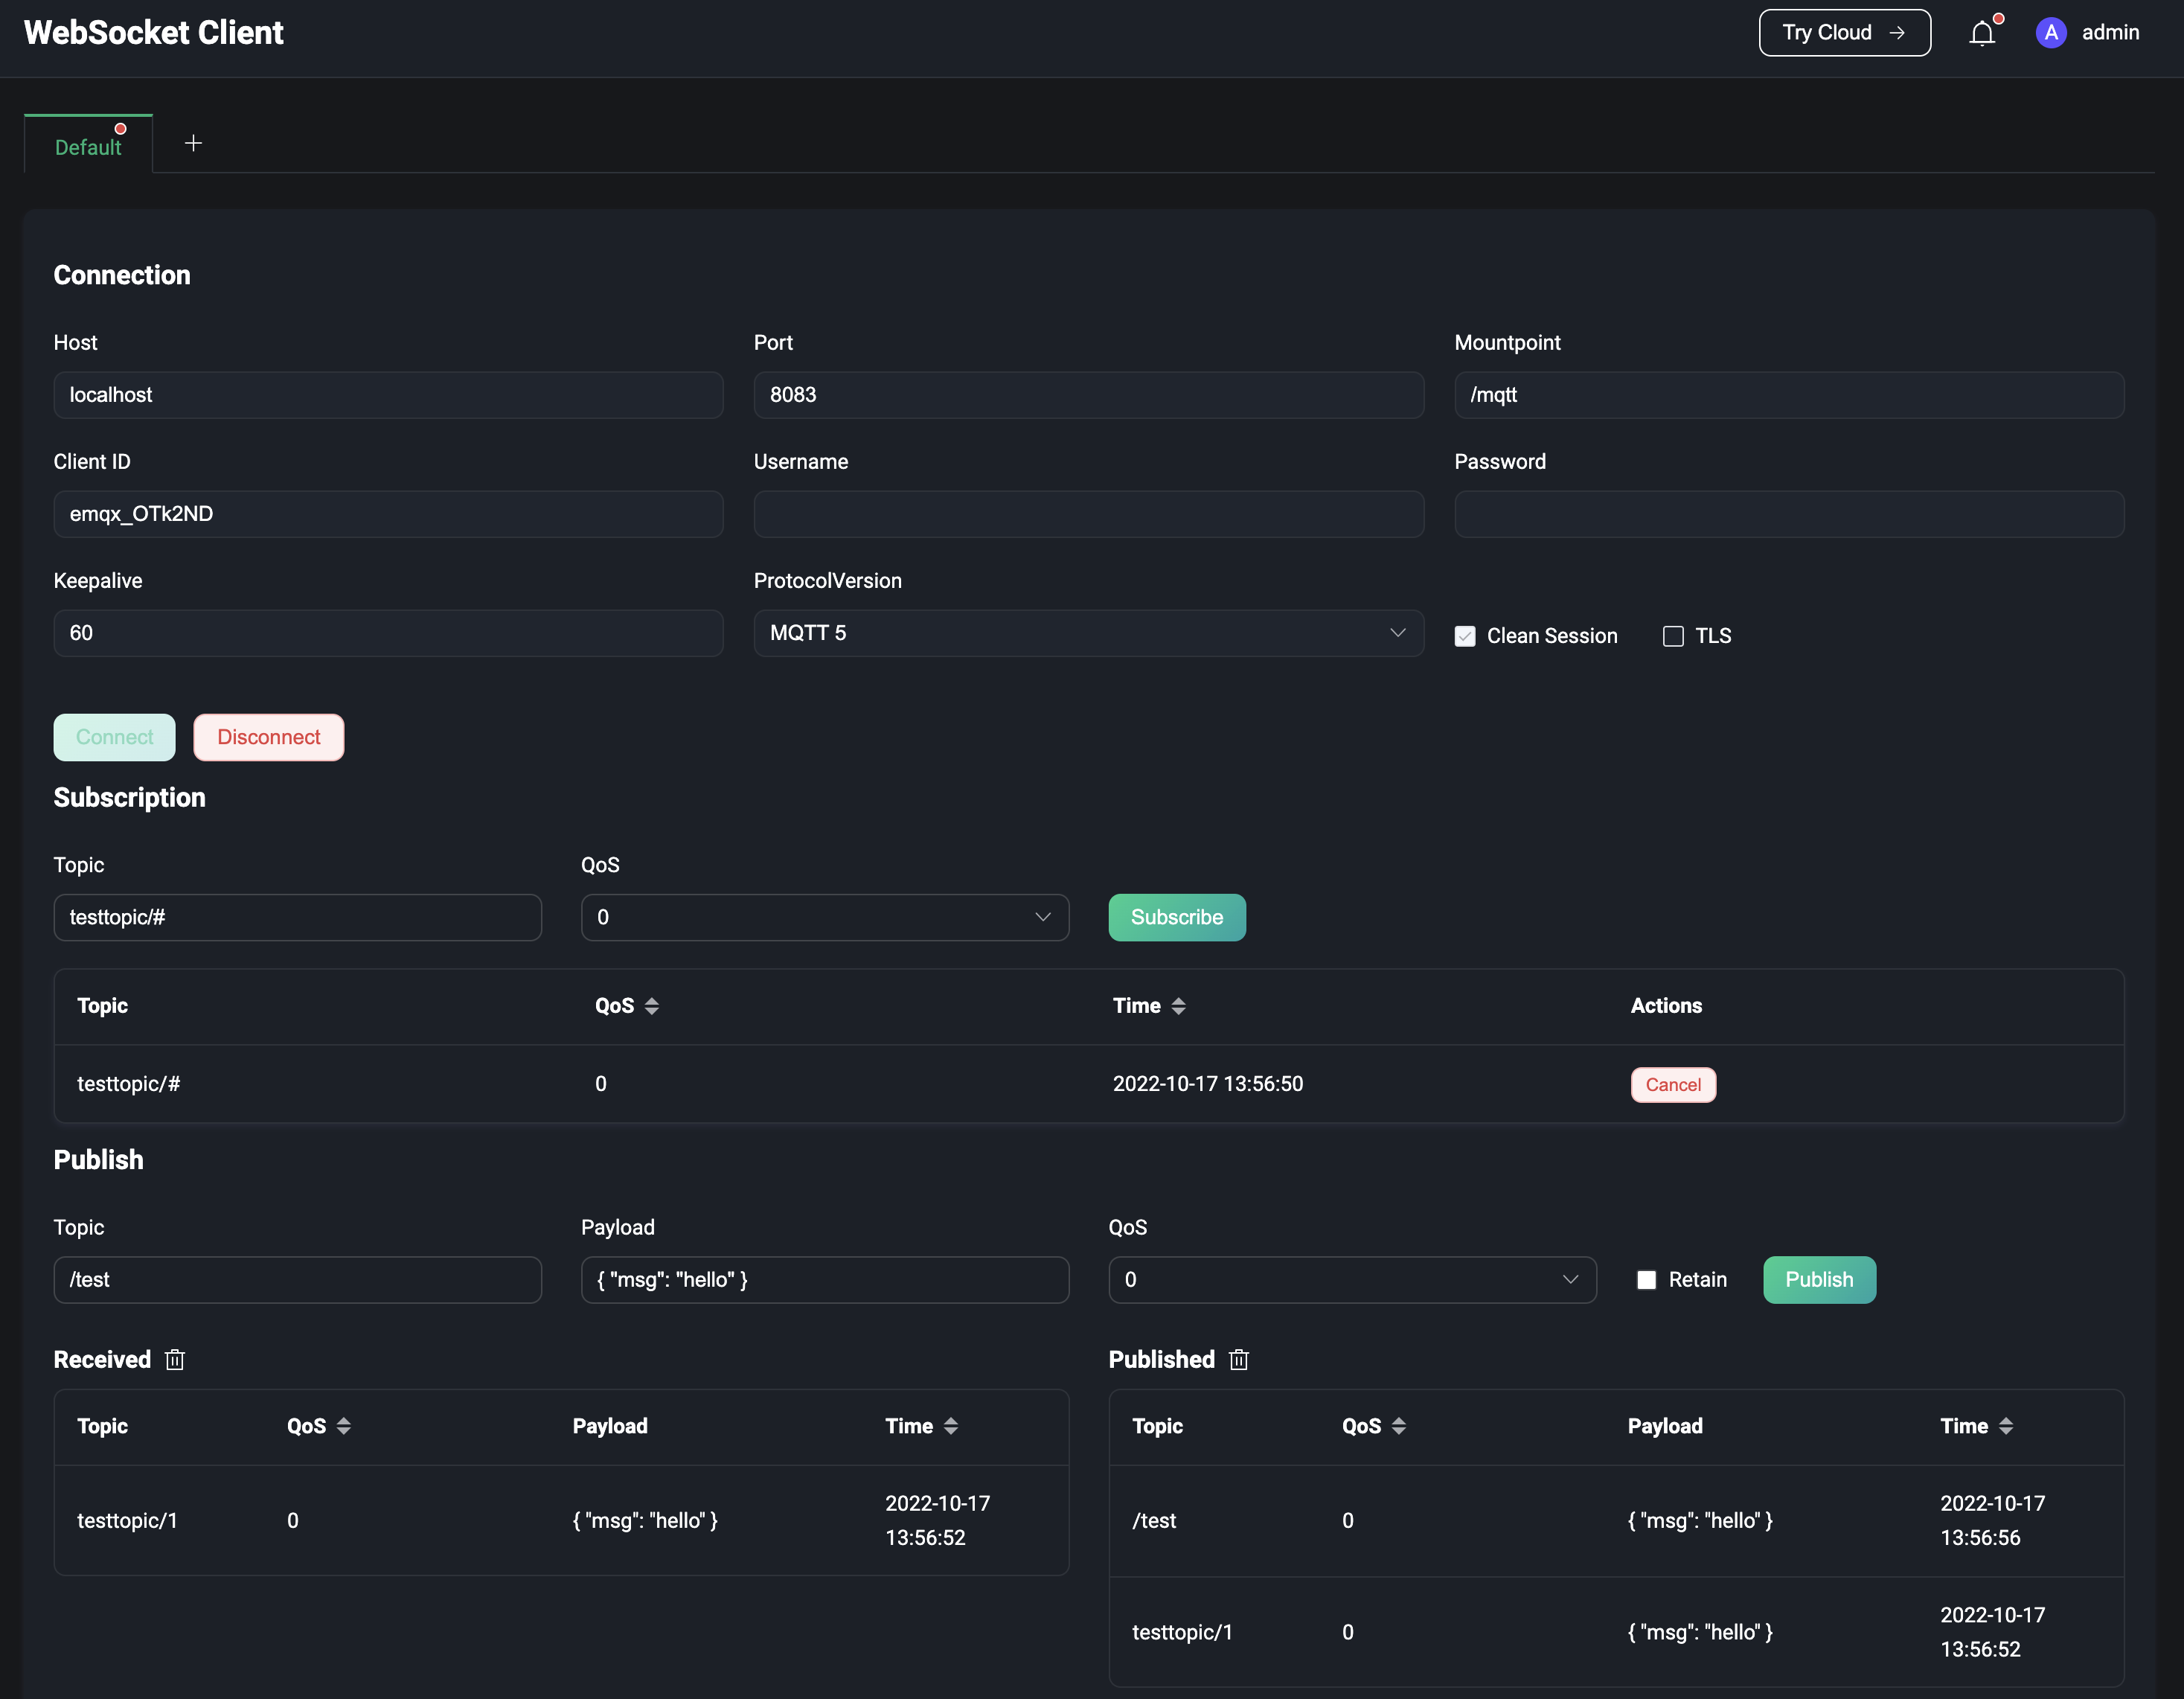 WebSocket Client
Try Cloud →
A admin
Default
+
Connection
Host Port Mountpoint
localhost 8083 /mqtt
Client ID Username Password
emqx_OTk2ND
Keepalive ProtocolVersion
60 MQTT 5 Clean Session TLS
Connect Disconnect
Subscription
Topic QoS
testtopic/# 0 Subscribe
Topic QoS Time Actions
testtopic/# 0 2022-10-17 13:56:50 Cancel
Publish
Topic Payload QoS
/test { "msg": "hello" } 0 Retain Publish
Received
Topic QoS Payload Time
testtopic/1 0 { "msg": "hello" } 2022-10-17
13:56:52
Published
Topic QoS Payload Time
/test 0 { "msg": "hello" } 2022-10-17
13:56:56
testtopic/1 0 { "msg": "hello" } 2022-10-17
13:56:52